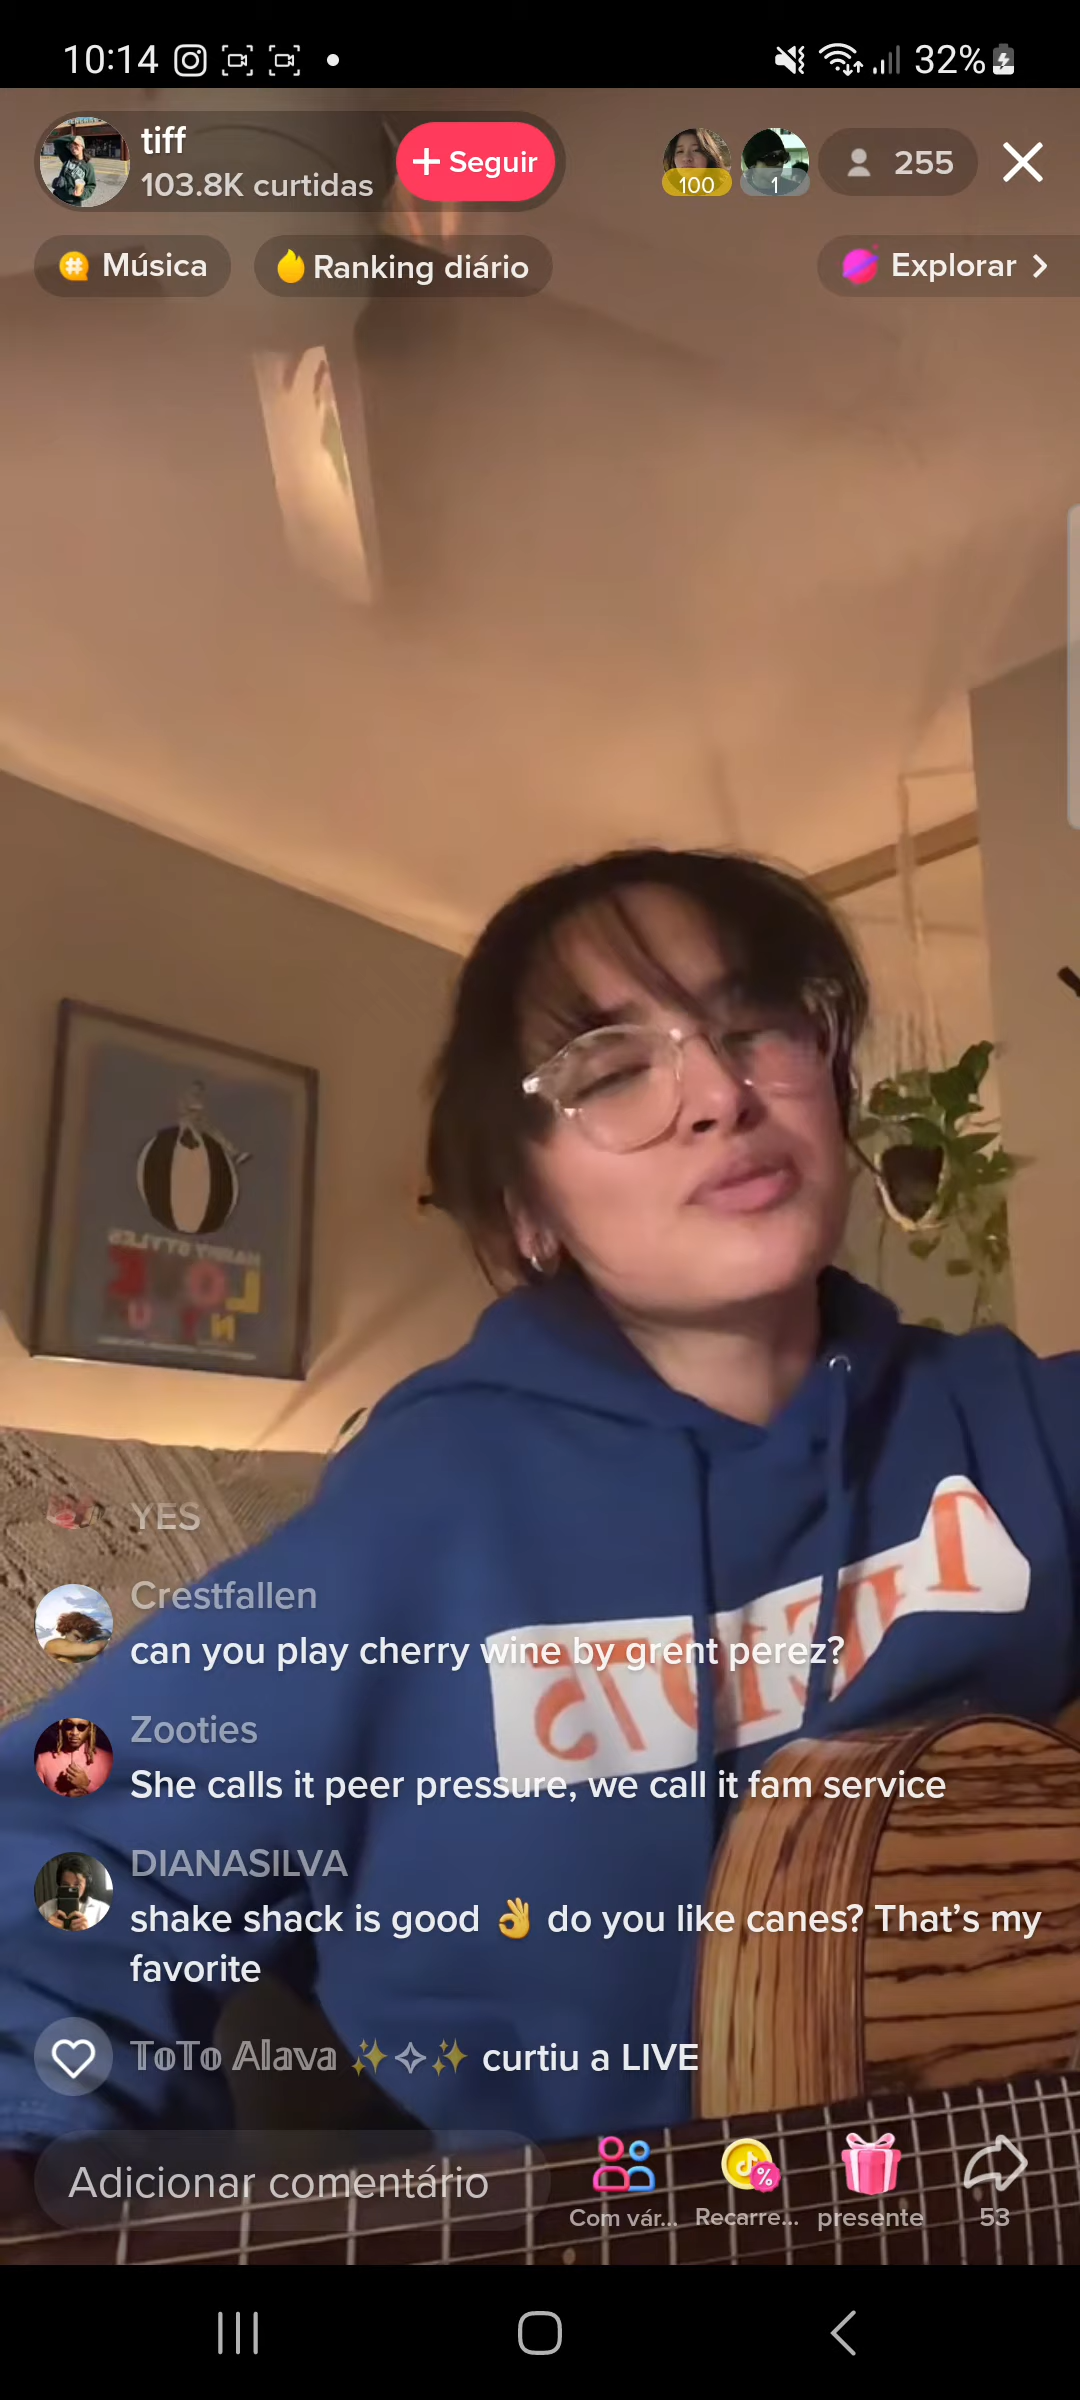 10:14
32%
tiff
103.8K curtidas
+ Seguir
100
1
255
Música
Ranking diário
Explorar
HARRY STYLES
LOVE
YES
Crestfallen
can you play cherry wine by grent perez?
Zooties
She calls it peer pressure, we call it fam service
DIANASILVA
shake shack is good 👌 do you like canes? That's my
favorite
𝕋𝕠𝕋𝕠 𝔸𝕝𝕒𝕧𝕒 ✨✧✨ curtiu a LIVE
Adicionar comentário
Com vár...
Recarre...
presente
53